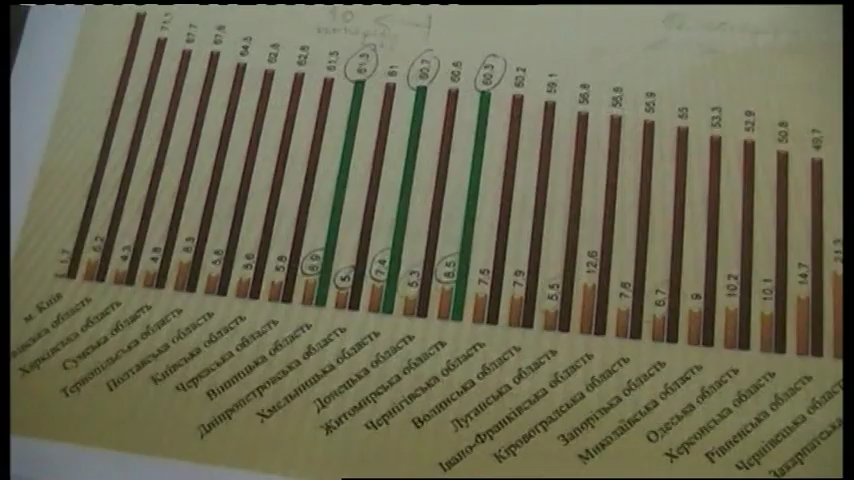 71,1
67,7
67,6
64,5
62,8
62,6
61,5
61,3
61
60,7
60,6
60,3
60,2
59,1
56,8
56,6
55,9
55
53,3
52,9
50,8
49,7
1,7
6,2
4,3
4,8
8,3
5,8
5,6
5,8
6,9
7,4
5,3
8,5
7,5
7,9
5,5
12,6
7,6
6,7
9
10,2
10,1
14,7
м. Київ
область
Харківська область
Сумська область
Тернопільська область
Полтавська область
Київська область
Черкаська область
Вінницька область
Дніпропетровська область
Хмельницька область
Донецька область
Житомирська область
Чернігівська область
Волинська область
Луганська область
Івано-Франківська область
Кіровоградська область
Запорізька область
Миколаївська область
Одеська область
Херсонська область
Рівненська область
Чернівецька область
Закарпатська